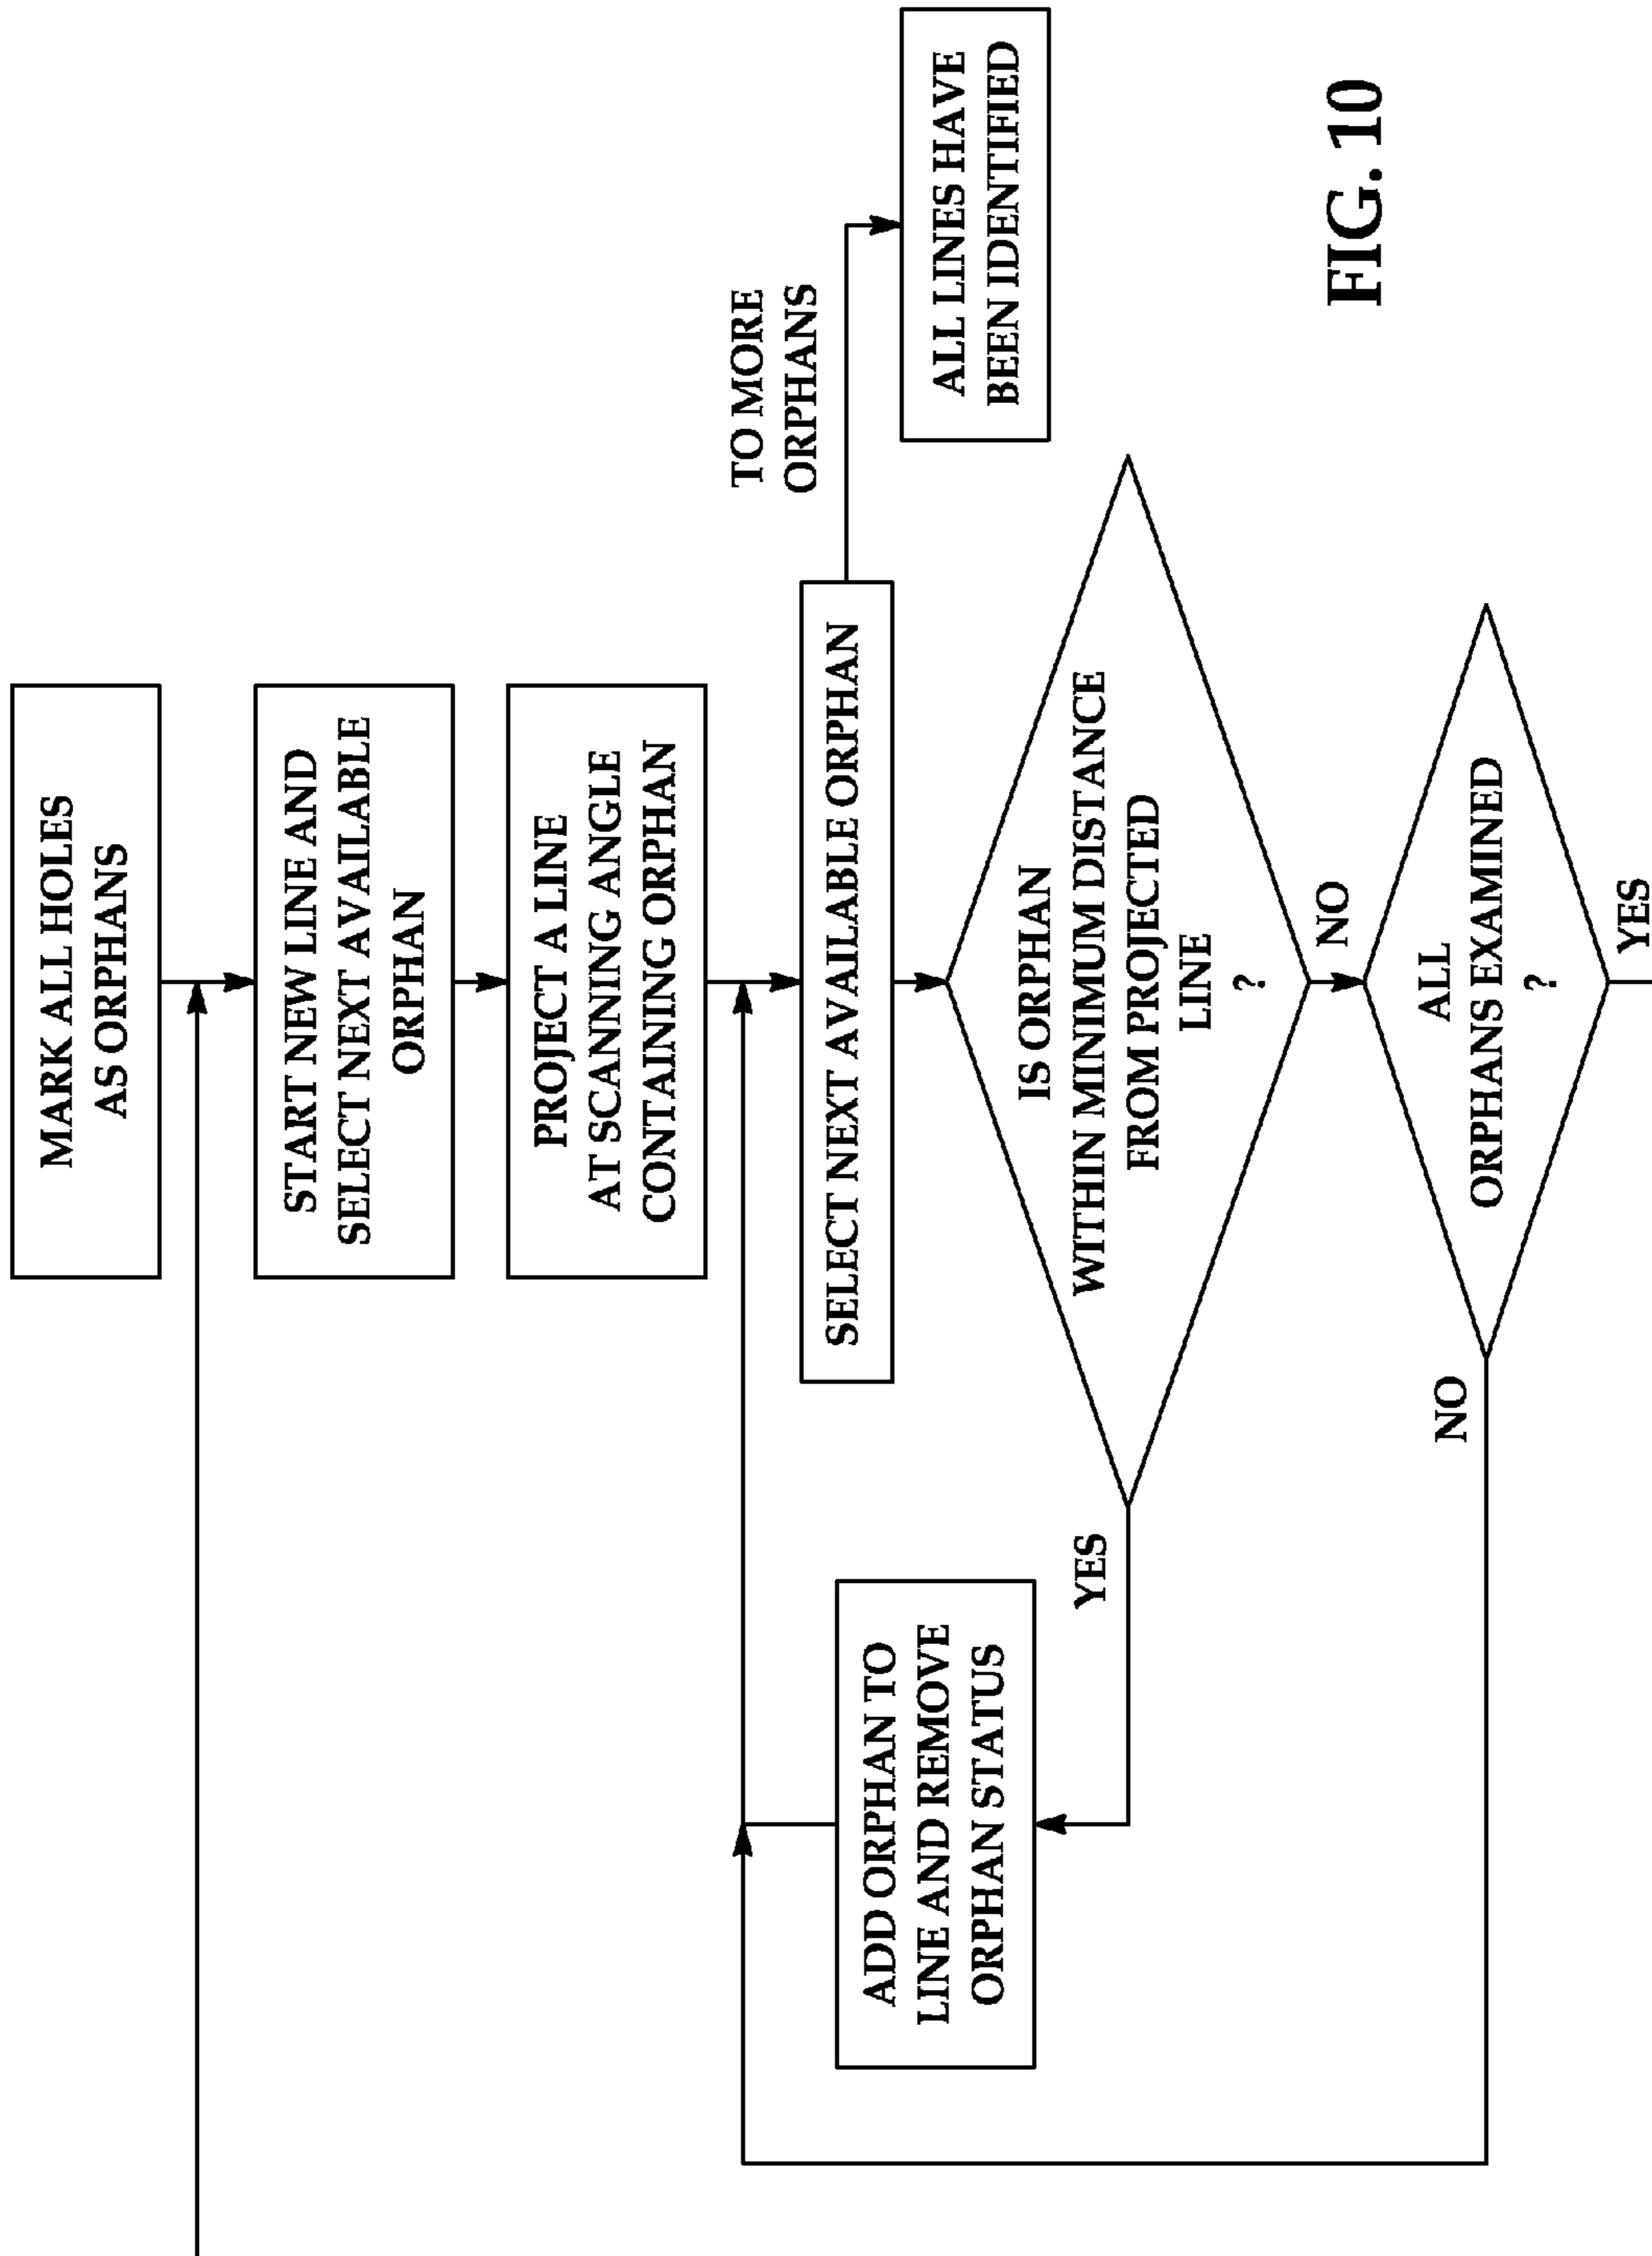 MARK ALL HOLES
AS ORPHANS
START NEW LINE AND
SELECT NEXT AVAILABLE
ORPHAN
PROJECT A LINE
AT SCANNING ANGLE
CONTAINING ORPHAN
SELECT NEXT AVAILABLE ORPHAN
TO MORE
ORPHANS
ALL LINES HAVE
BEEN IDENTIFIED
IS ORPHAN
WITHIN MINIMUM DISTANCE
FROM PROJECTED
LINE
?
YES
ADD ORPHAN TO
LINE AND REMOVE
ORPHAN STATUS
NO
ALL
ORPHANS EXAMINED
?
NO
YES
FIG. 10